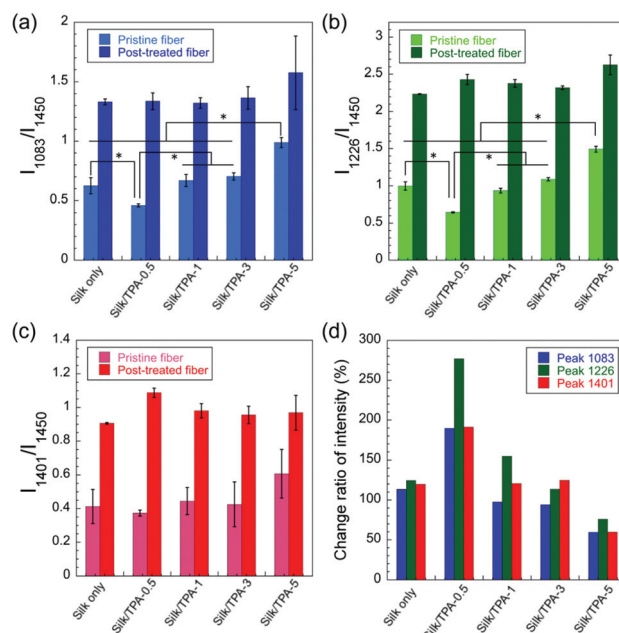 (a)
2
Pristine fiber
Post-treated fiber
1.5
1
0.5
0
I1083/I1450
*
*
*
*
Silk only
Silk/TPA-0.5
Silk/TPA-1
Silk/TPA-3
Silk/TPA-5
(b)
3
Pristine fiber
Post-treated fiber
2.5
2
1.5
1
0.5
0
I1226/I1450
*
*
*
Silk only
Silk/TPA-0.5
Silk/TPA-1
Silk/TPA-3
Silk/TPA-5
(c)
1.4
Pristine fiber
Post-treated fiber
1.2
1
0.8
0.6
0.4
0.2
0
I1401/I1450
Silk only
Silk/TPA-0.5
Silk/TPA-1
Silk/TPA-3
Silk/TPA-5
(d)
300
Peak 1083
Peak 1226
Peak 1401
250
200
150
100
50
0
Change ratio of intensity (%)
Silk only
Silk/TPA-0.5
Silk/TPA-1
Silk/TPA-3
Silk/TPA-5